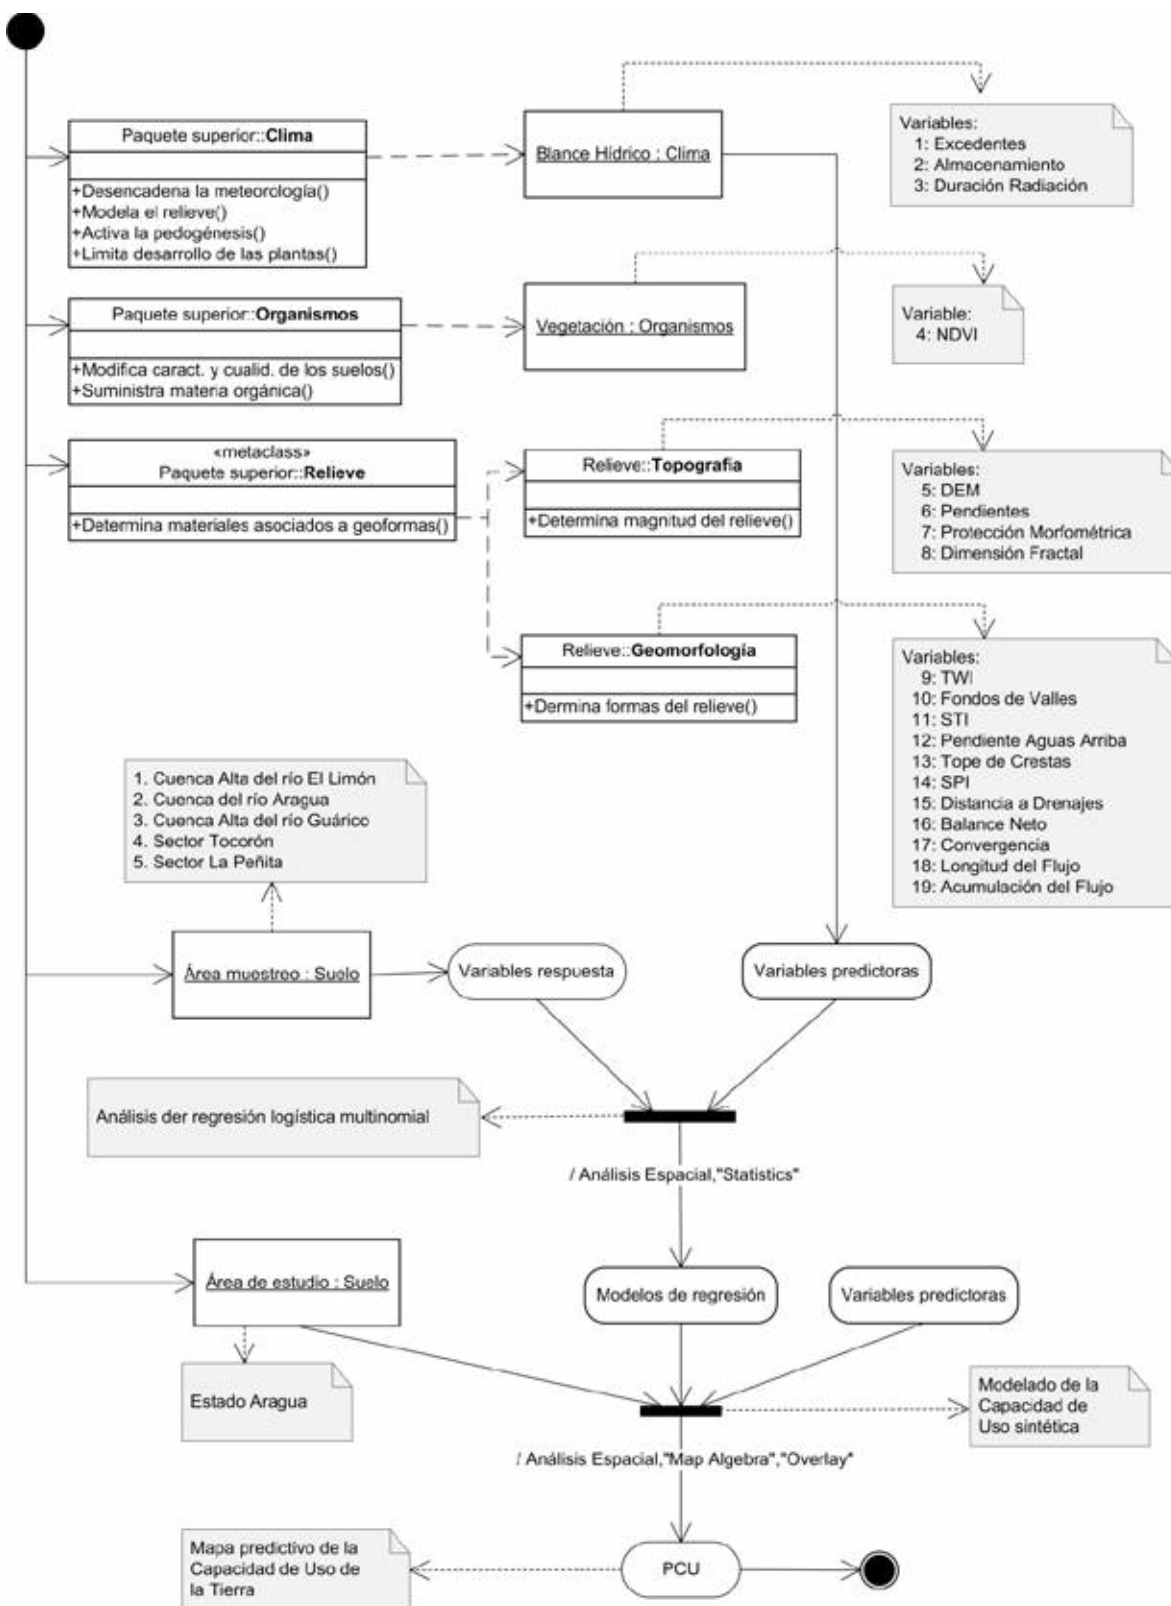 Paquete superior::Clima
+Desencadena la meteorología()
+Modela el relieve()
+Activa la pedogénesis()
+Limita desarrollo de las plantas()
Blance Hídrico : Clima
Variables:
1: Excedentes
2: Almacenamiento
3: Duración Radiación
Paquete superior::Organismos
+Modifica caract. y cualid. de los suelos()
+Suministra materia orgánica()
Vegetación : Organismos
Variable:
4: NDVI
«metaclass»
Paquete superior::Relieve
+Determina materiales asociados a geoformas()
Relieve::Topografia
+Determina magnitud del relieve()
Variables:
5: DEM
6: Pendientes
7: Protección Morfométrica
8: Dimensión Fractal
Relieve::Geomorfología
+Dermina formas del relieve()
Variables:
9: TWI
10: Fondos de Valles
11: STI
12: Pendiente Aguas Arriba
13: Tope de Crestas
14: SPI
15: Distancia a Drenajes
16: Balance Neto
17: Convergencia
18: Longitud del Flujo
19: Acumulación del Flujo
1. Cuenca Alta del río El Limón
2. Cuenca del río Aragua
3. Cuenca Alta del río Guárico
4. Sector Tocorón
5. Sector La Peñita
Área muestreo : Suelo
Variables respuesta
Variables predictoras
Análisis der regresión logística multinomial
/ Análisis Espacial,"Statistics"
Área de estudio : Suelo
Modelos de regresión
Variables predictoras
Estado Aragua
Modelado de la
Capacidad de
Uso sintética
/ Análisis Espacial,"Map Algebra","Overlay"
Mapa predictivo de la
Capacidad de Uso de
la Tierra
PCU